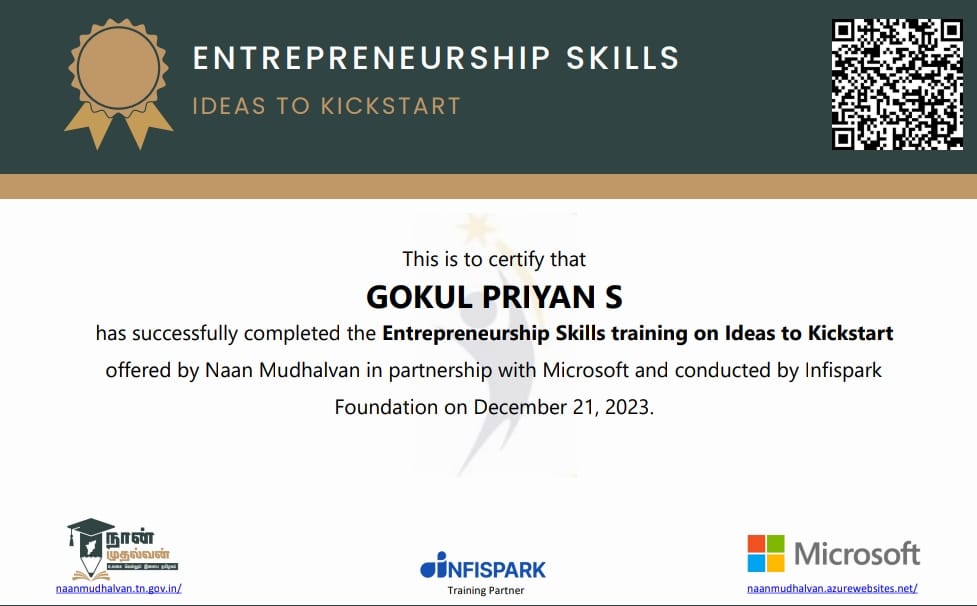 ENTREPRENEURSHIP SKILLS
IDEAS TO KICKSTART
This is to certify that
GOKUL PRIYAN S
has successfully completed the Entrepreneurship Skills training on Ideas to Kickstart
offered by Naan Mudhalvan in partnership with Microsoft and conducted by Infispark
Foundation on December 21, 2023.
நான்
முதல்வன்
naanmudhalvan.tn.gov.in/
INFISPARK
Training Partner
Microsoft
naanmudhalvan.azurewebsites.net/